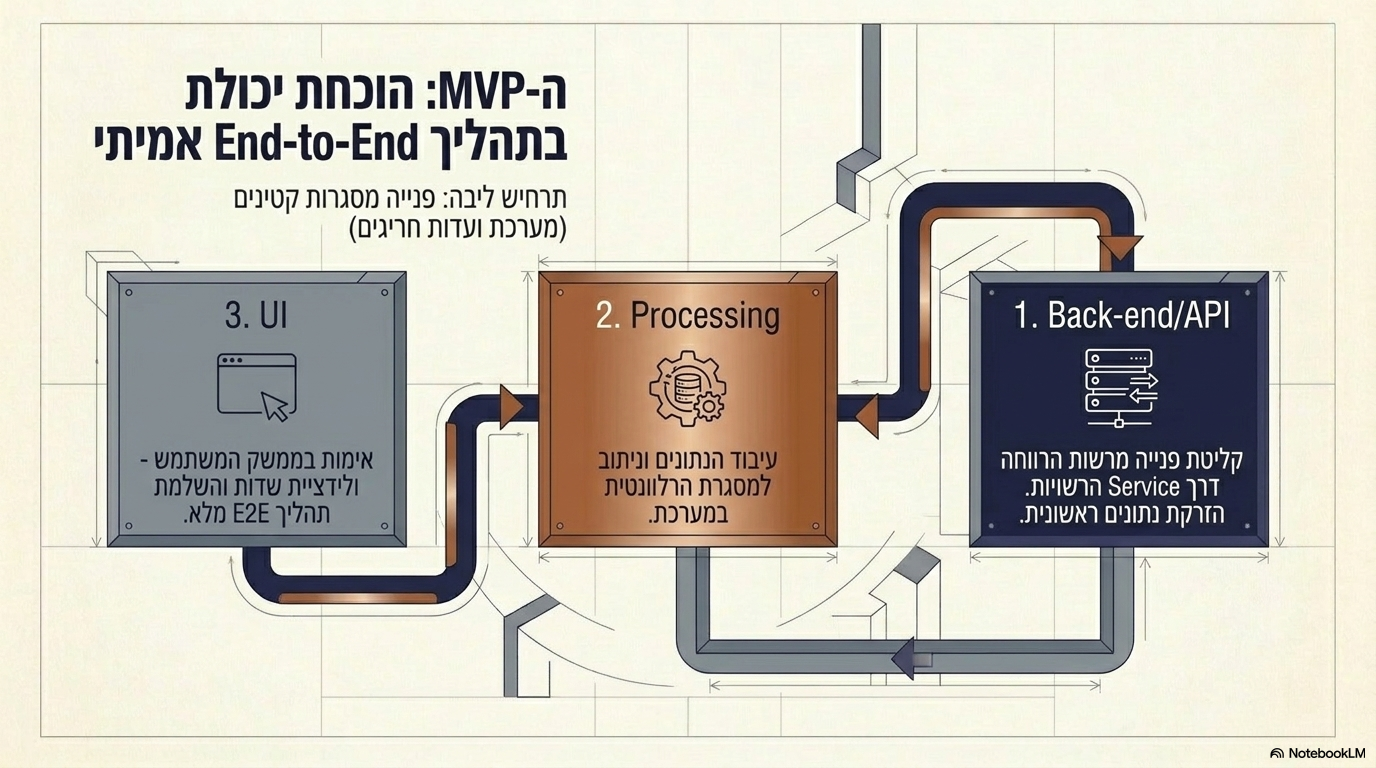 ה-MVP: הוכחת יכולת
בתהליך End-to-End אמיתי
תרחיש ליבה: פנייה מסגרות קטינים
(מערכת ועדות חריגים)
1. Back-end/API
קליטת פנייה מרשות הרווחה
דרך Service הרשויות.
הזרקת נתונים ראשונית.
2. Processing
עיבוד הנתונים וניתוב
למסגרת הרלוונטית
במערכת.
3. UI
אימות בממשק המשתמש -
ולידציית שדות והשלמת
תהליך E2E מלא.
NotebookLM